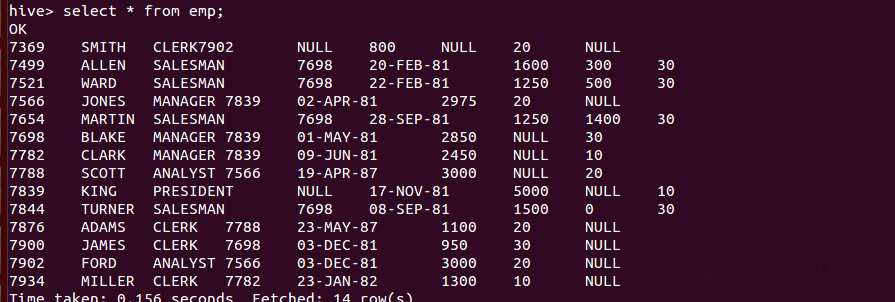 hive> select * from emp;
OK
7369 SMITH CLERK7902 NULL 800 NULL 20 NULL
7499 ALLEN SALESMAN 7698 20-FEB-81 1600 300 30
7521 WARD SALESMAN 7698 22-FEB-81 1250 500 30
7566 JONES MANAGER 7839 02-APR-81 2975 20 NULL
7654 MARTIN SALESMAN 7698 28-SEP-81 1250 1400 30
7698 BLAKE MANAGER 7839 01-MAY-81 2850 NULL 30
7782 CLARK MANAGER 7839 09-JUN-81 2450 NULL 10
7788 SCOTT ANALYST 7566 19-APR-87 3000 NULL 20
7839 KING PRESIDENT NULL 17-NOV-81 5000 NULL 10
7844 TURNER SALESMAN 7698 08-SEP-81 1500 0 30
7876 ADAMS CLERK 7788 23-MAY-87 1100 20 NULL
7900 JAMES CLERK 7698 03-DEC-81 950 30 NULL
7902 FORD ANALYST 7566 03-DEC-81 3000 20 NULL
7934 MILLER CLERK 7782 23-JAN-82 1300 10 NULL
Time taken: 0.156 seconds, Fetched: 14 row(s)